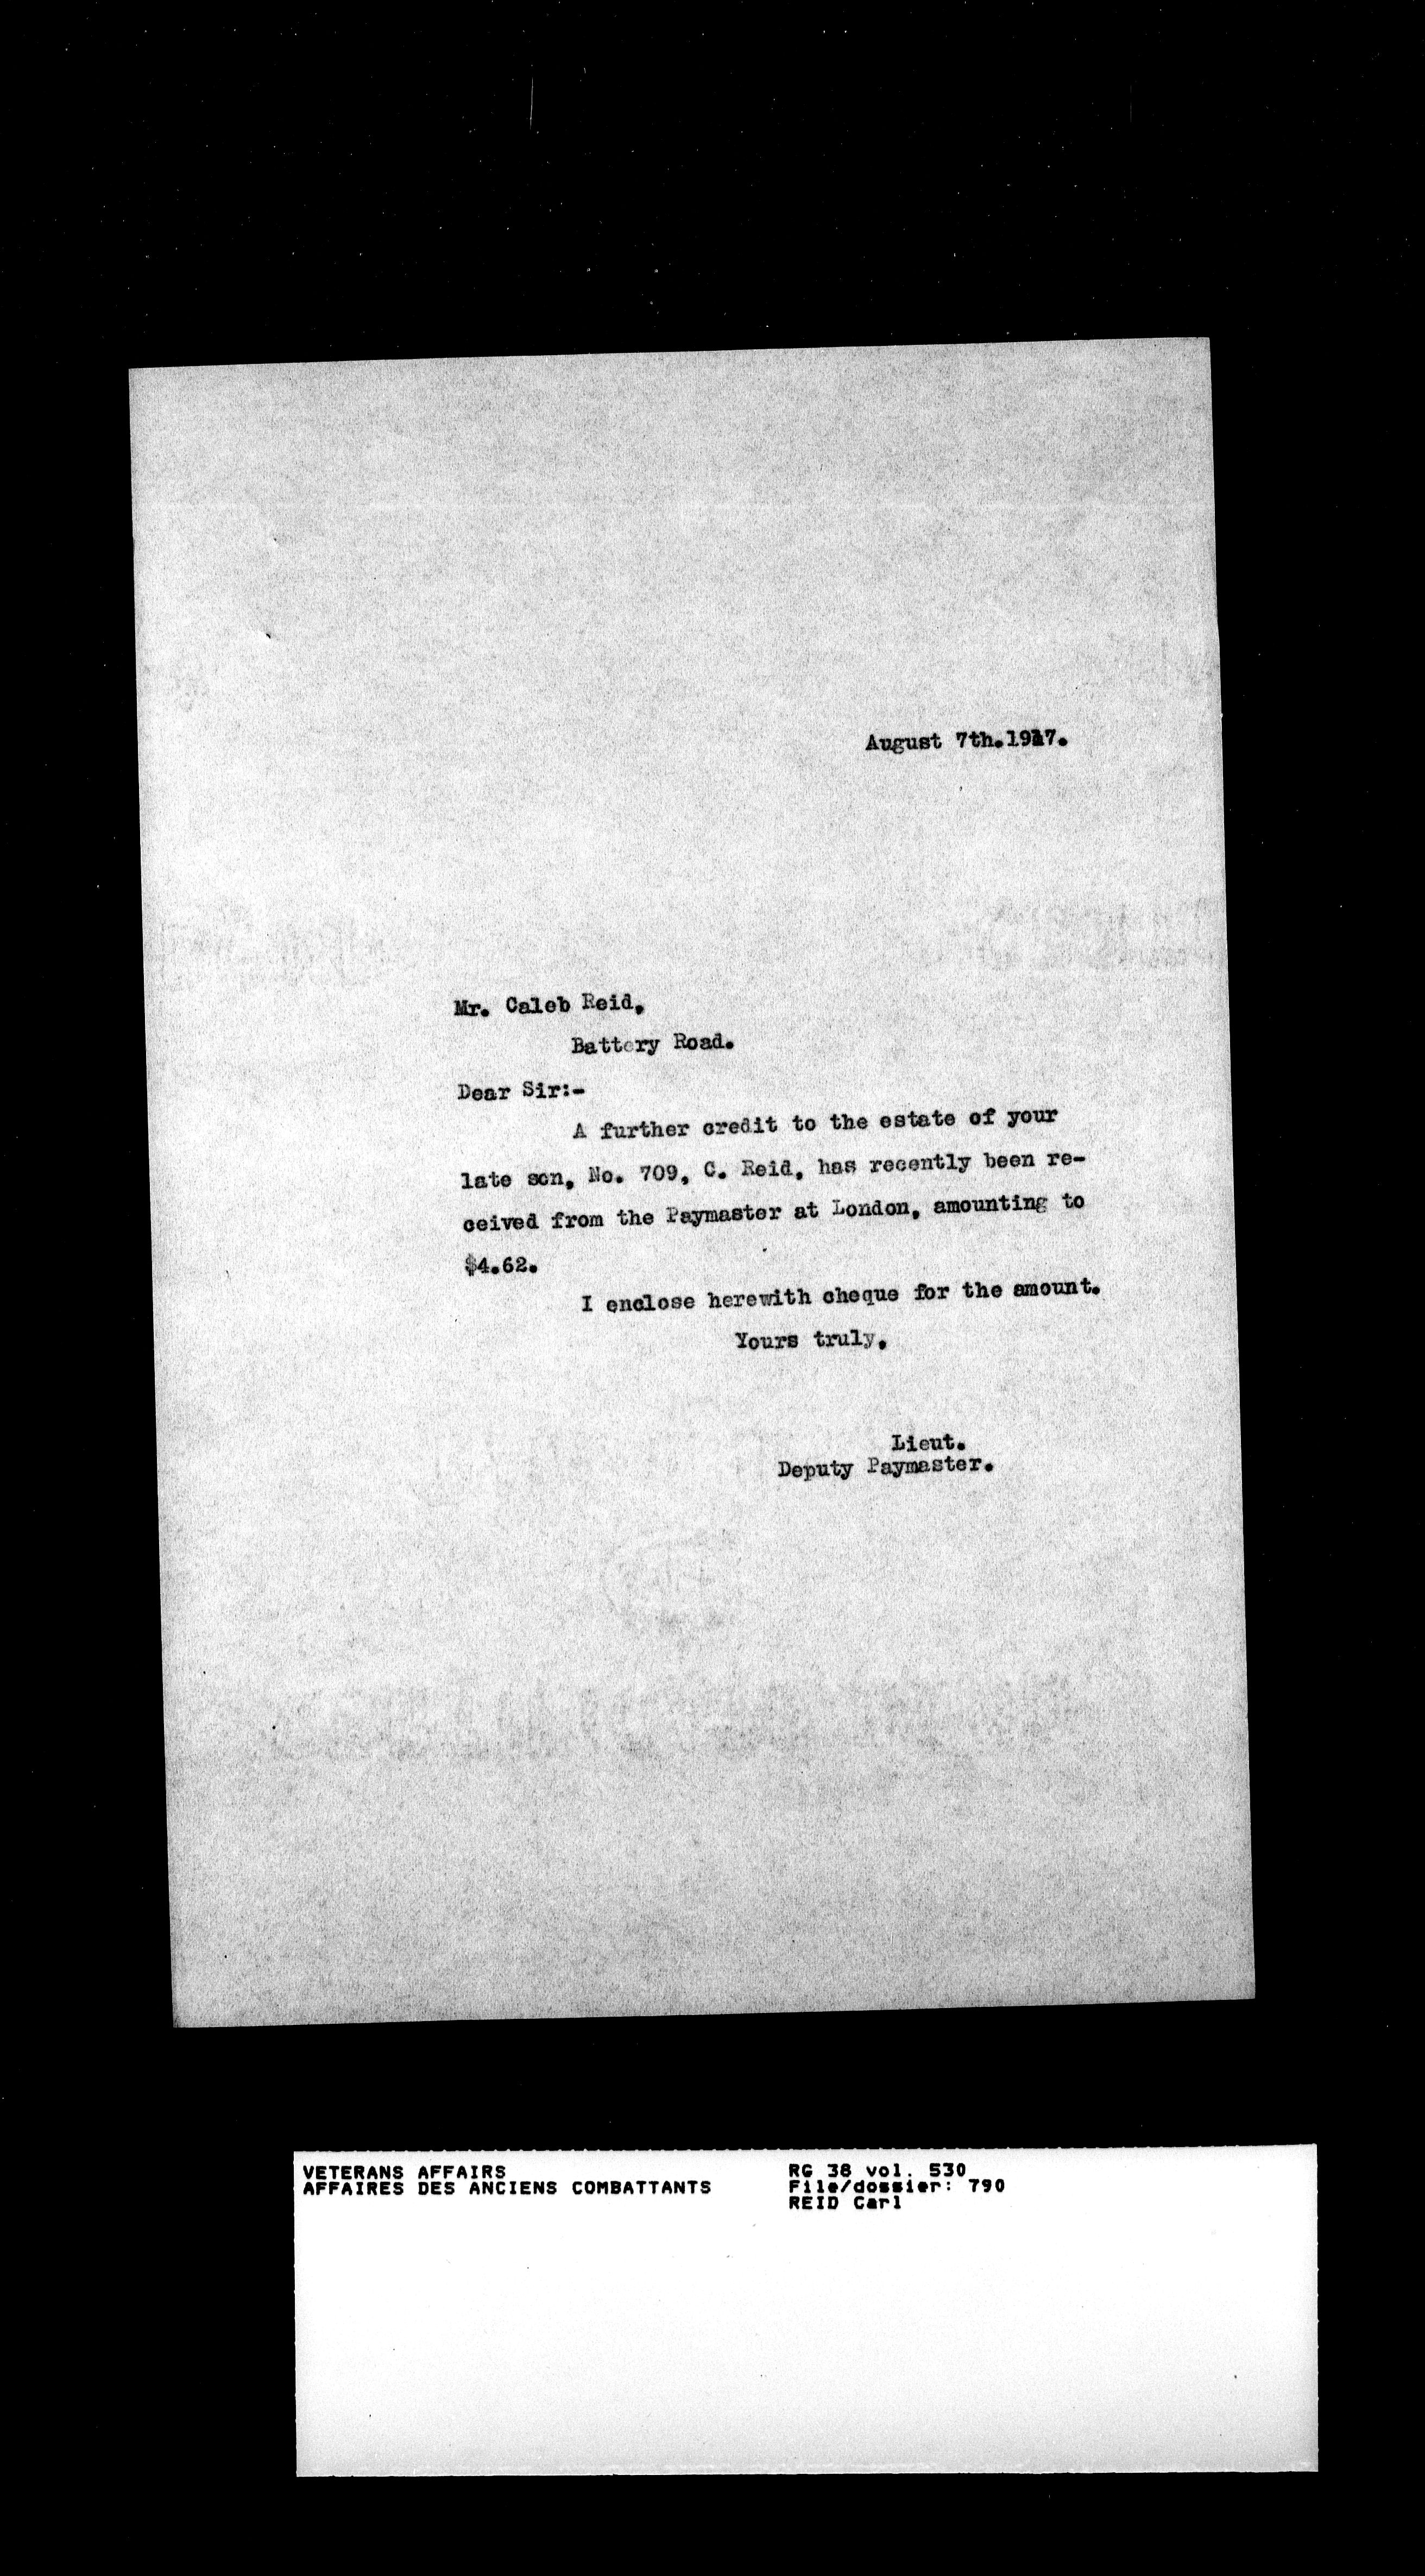 August 7th.1917.
Mr. Caleb Reid,
Battery Road.
Dear Sir:-
A further credit to the estate of your
late son, No. 709, C. Reid, has recently been re-
ceived from the Paymaster at London, amounting to
$4.62.
I enclose herewith cheque for the amount.
Yours truly,
Lieut.
Deputy Paymaster.
VETERANS AFFAIRS
AFFAIRES DES ANCIENS COMBATTANTS
RG 38 vol. 530
File/dossier: 790
REID Carl